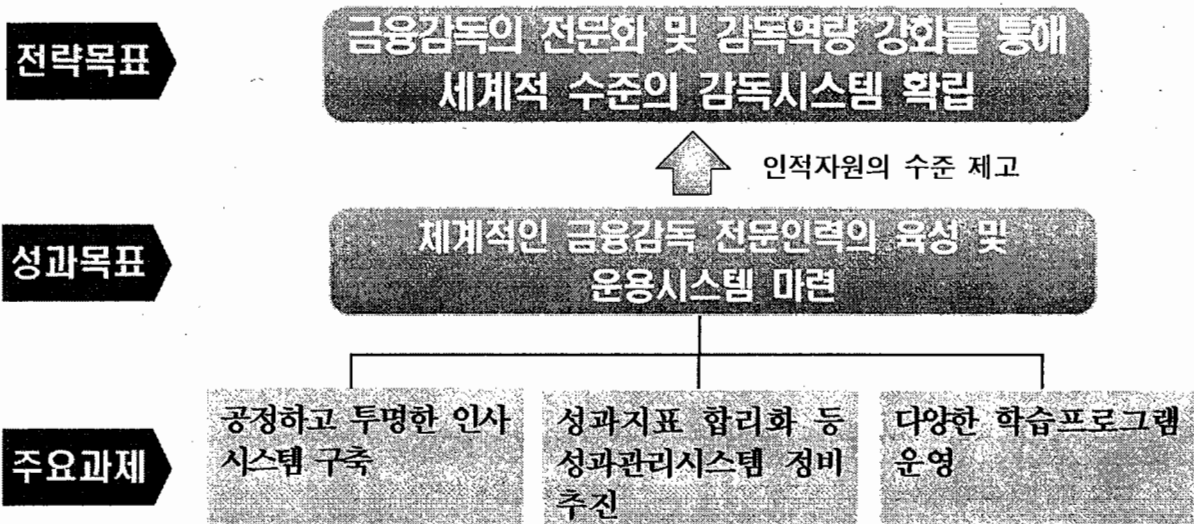 전략목표
금융감독의 전문화 및 감독역량 강화를 통해
세계적 수준의 감독시스템 확립
인적자원의 수준 제고
성과목표
체계적인 금융감독 전문인력의 육성 및
운용시스템 마련
주요과제
공정하고 투명한 인사
시스템 구축
성과지표 합리화 등
성과관리시스템 정비
추진
다양한 학습프로그램
운영